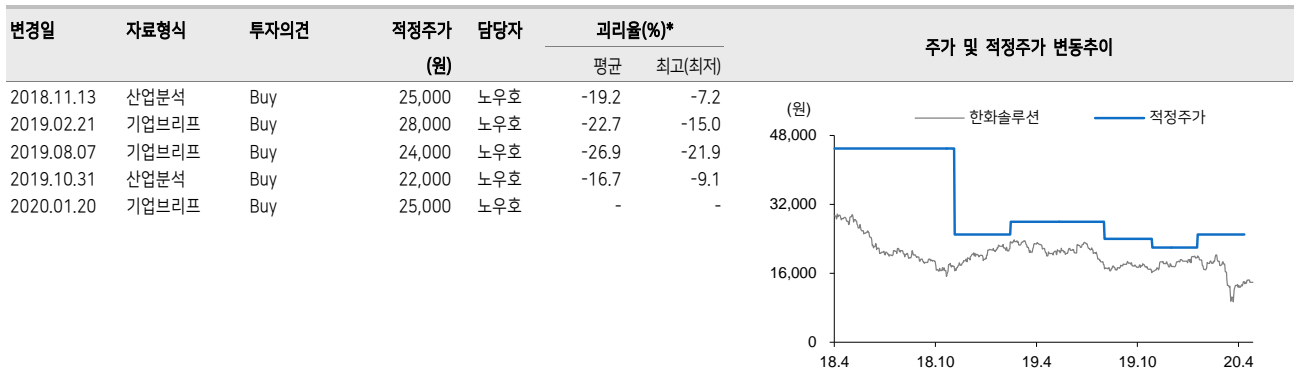 변경일 자료형식 투자의견 적정주가 담당자 괴리율(%)* 주가 및 적정주가 변동추이
(원) 평균 최고(최저)
2018.11.13 산업분석 Buy 25,000 노우호 -19.2 -7.2
2019.02.21 기업브리프 Buy 28,000 노우호 -22.7 -15.0
2019.08.07 기업브리프 Buy 24,000 노우호 -26.9 -21.9
2019.10.31 산업분석 Buy 22,000 노우호 -16.7 -9.1
2020.01.20 기업브리프 Buy 25,000 노우호 - -
(원) 한화솔루션 적정주가
48,000
32,000
16,000
0
18.4 18.10 19.4 19.10 20.4